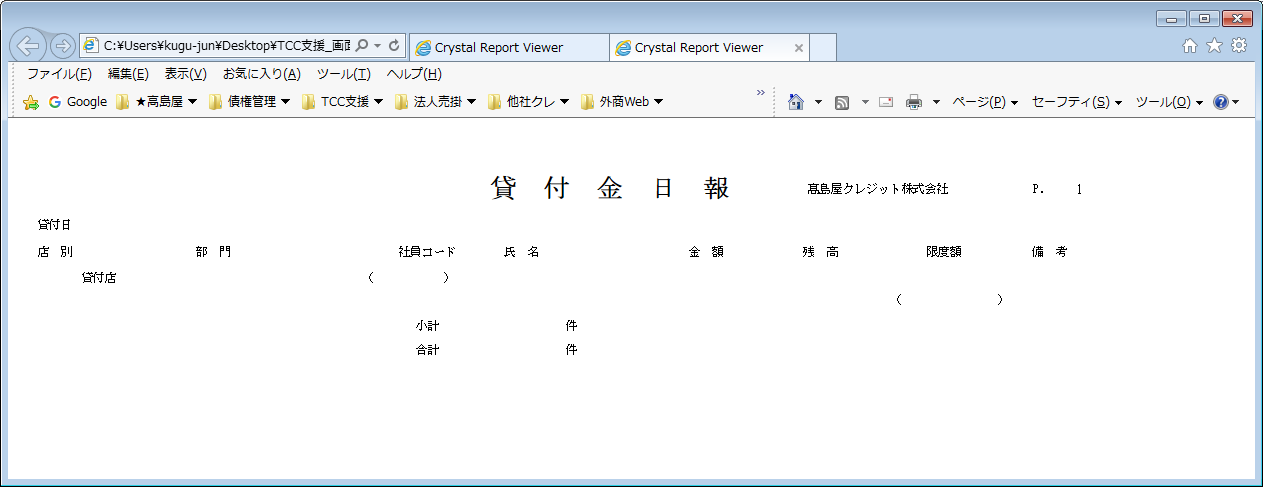 C:¥Users¥kugu-jun¥Desktop¥TCC支援_画面
Crystal Report Viewer
Crystal Report Viewer
ファイル(F) 編集(E) 表示(V) お気に入り(A) ツール(T) ヘルプ(H)
Google ★高島屋 債権管理 TCC支援 法人売掛 他社クレ 外商Web » ページ(P) セーフティ(S) ツール(O)
貸 付 金 日 報 髙島屋クレジット株式会社 P. 1
貸付日
店 別 部 門 社員コード 氏 名 金 額 残 高 限度額 備 考
貸付店 ( )
( )
小計 件
合計 件